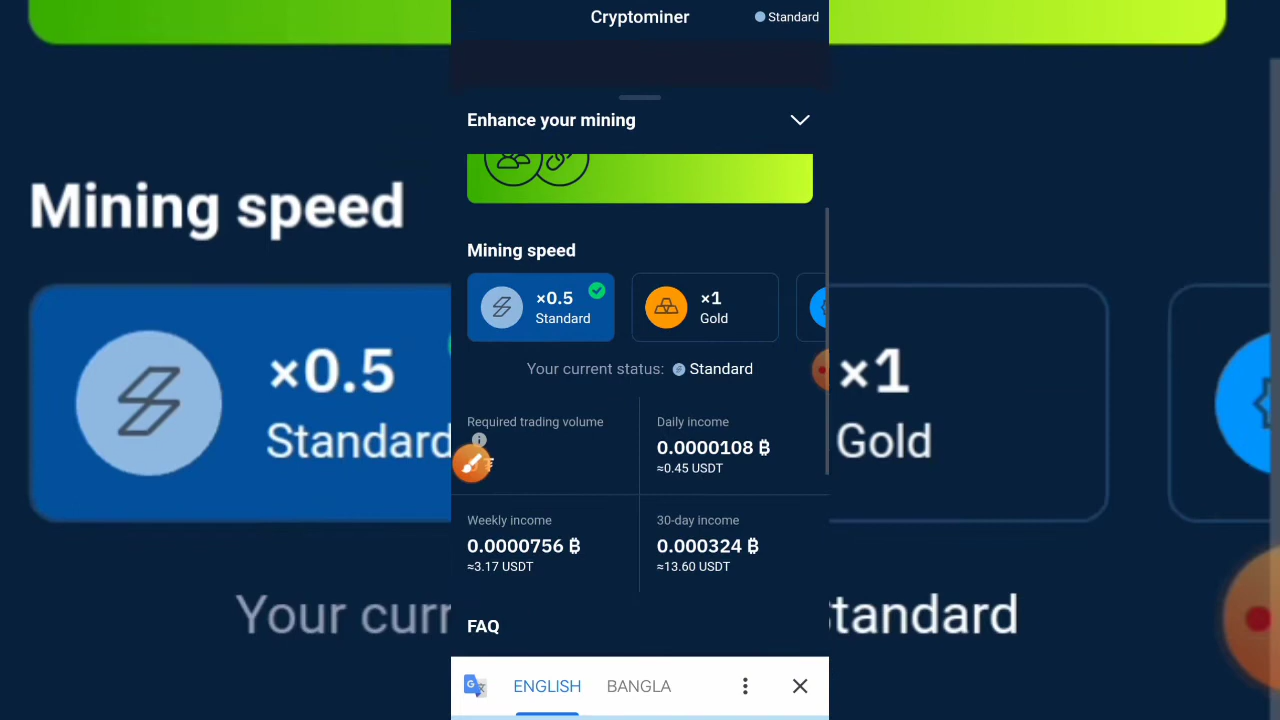 Cryptominer
Standard
Enhance your mining
Mining speed
Mining speed
×0.5
Standard
×1
Gold
Your current status: Standard
Required trading volume
Daily income
0.0000108 ₿
≈0.45 USDT
Weekly income
0.0000756 ₿
≈3.17 USDT
30-day income
0.000324 ₿
≈13.60 USDT
FAQ
ENGLISH
BANGLA
×0.5
Standard
×1
Gold
Your curr
tandard